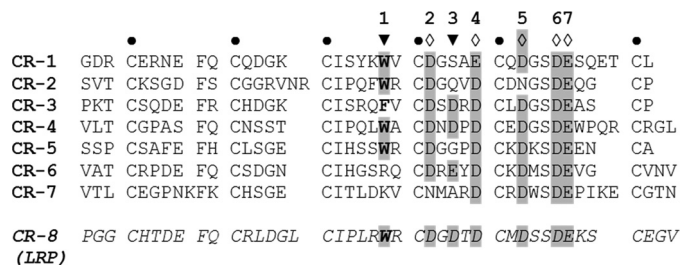 1 2 3 4 5 67
● ● ● ▼ ●◊▼◊ ●◊ ◊◊ ●
CR-1 GDR CERNE FQ CQDGK CISYKWV CDGSAE CQDGSDESQET CL
CR-2 SVT CKSGD FS CGGRVNR CIPQFWR CDGQVD CDNGSDEQG CP
CR-3 PKT CSQDE FR CHDGK CISRQFV CDSDRD CLDGSDEAS CP
CR-4 VLT CGPAS FQ CNSST CIPQLWA CDNDPD CEDGSDEWPQR CRGL
CR-5 SSP CSAFE FH CLSGE CIHSSWR CDGGPD CKDKSDEEN CA
CR-6 VAT CRPDE FQ CSDGN CIHGSRQ CDREYD CKDMSDEVG CVNV
CR-7 VTL CEGPNKFK CHSGE CITLDKV CNMARD CRDWSDEPIKE CGTN
CR-8 PGG CHTDE FQ CRLDGL CIPLRWR CDGDTD CMDSSDEKS CEGV
(LRP)